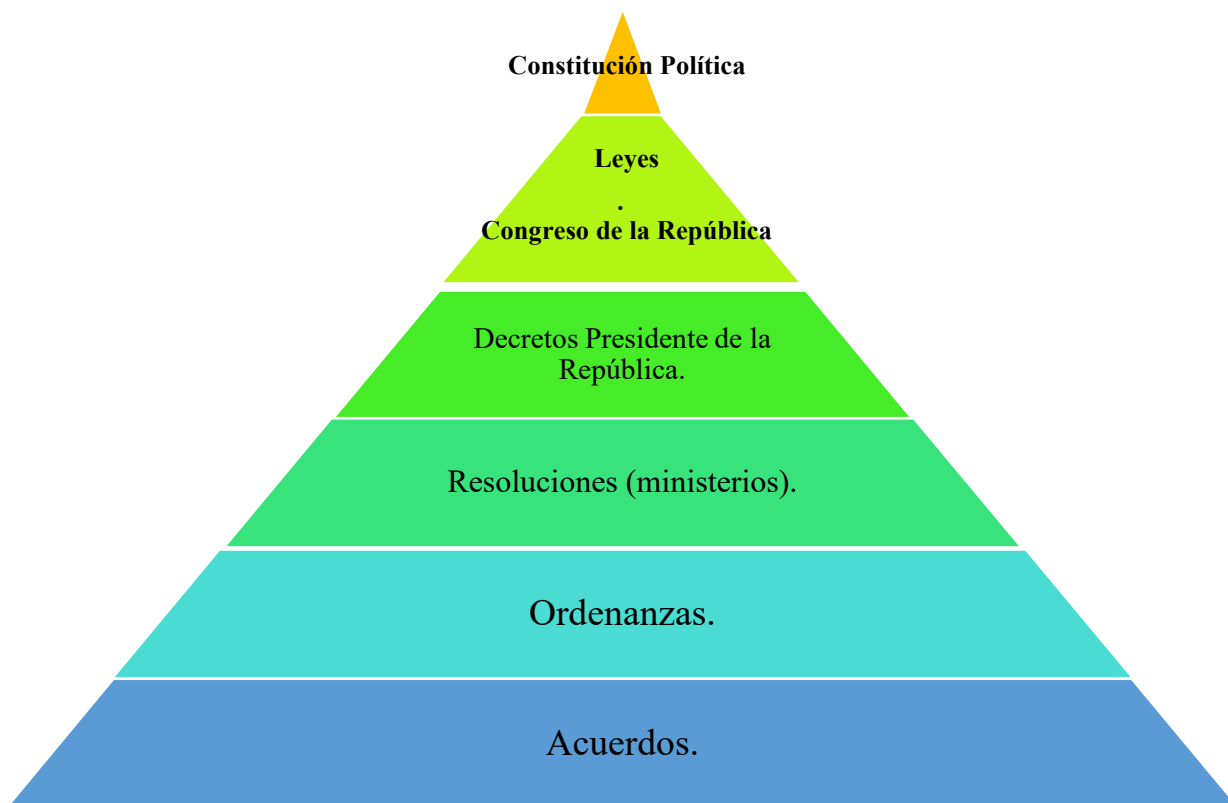 Constitución Política
Leyes
.
Congreso de la República
Decretos Presidente de la
República.
Resoluciones (ministerios).
Ordenanzas.
Acuerdos.